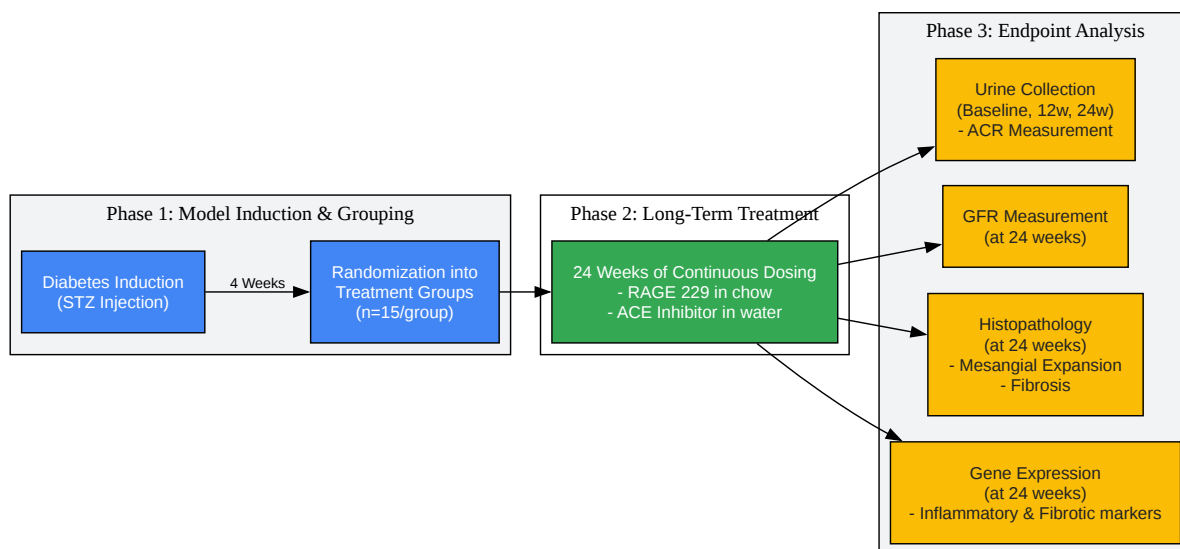 Phase 1: Model Induction & Grouping
Diabetes Induction
(STZ Injection)
4 Weeks
Randomization into
Treatment Groups
(n=15/group)
Phase 2: Long-Term Treatment
24 Weeks of Continuous Dosing
- RAGE 229 in chow
- ACE Inhibitor in water
Phase 3: Endpoint Analysis
Urine Collection
(Baseline, 12w, 24w)
- ACR Measurement
GFR Measurement
(at 24 weeks)
Histopathology
(at 24 weeks)
- Mesangial Expansion
- Fibrosis
Gene Expression
(at 24 weeks)
- Inflammatory & Fibrotic markers